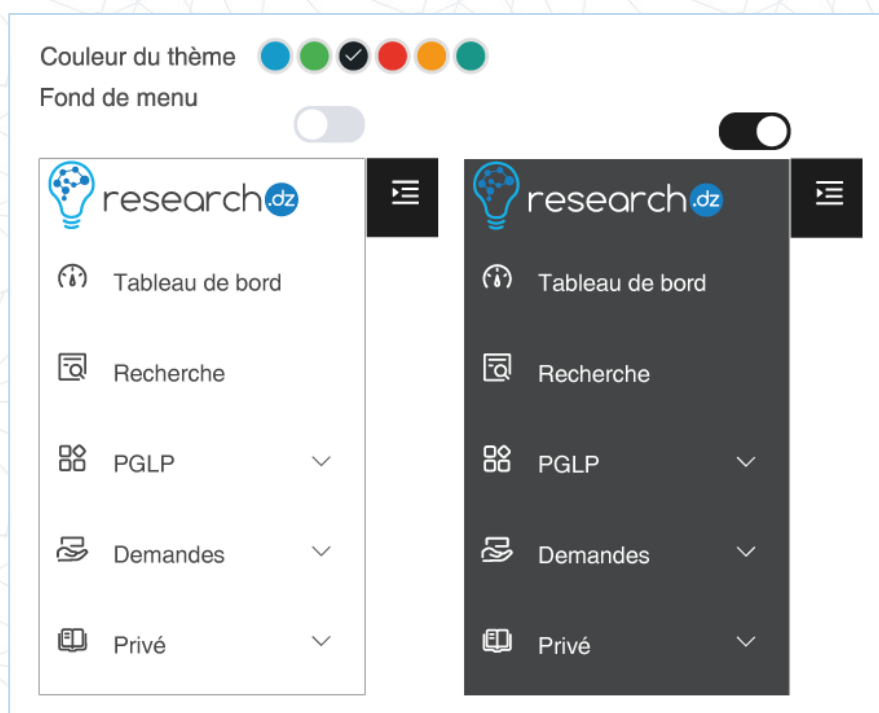 Couleur du thème
Fond de menu
research.dz
Tableau de bord
Recherche
PGLP
Demandes
Privé
research.dz
Tableau de bord
Recherche
PGLP
Demandes
Privé